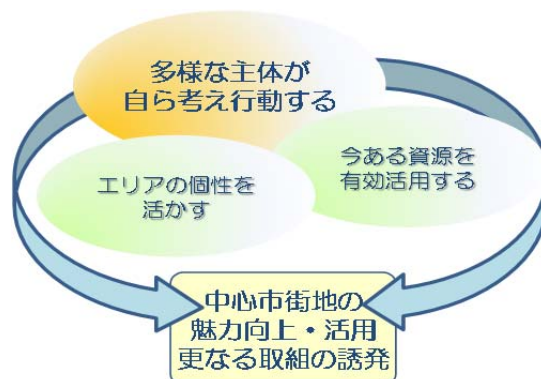 多様な主体が
自ら考え行動する
今ある資源を
有効活用する
エリアの個性を
活かす
中心市街地の
魅力向上・活用
更なる取組の誘発